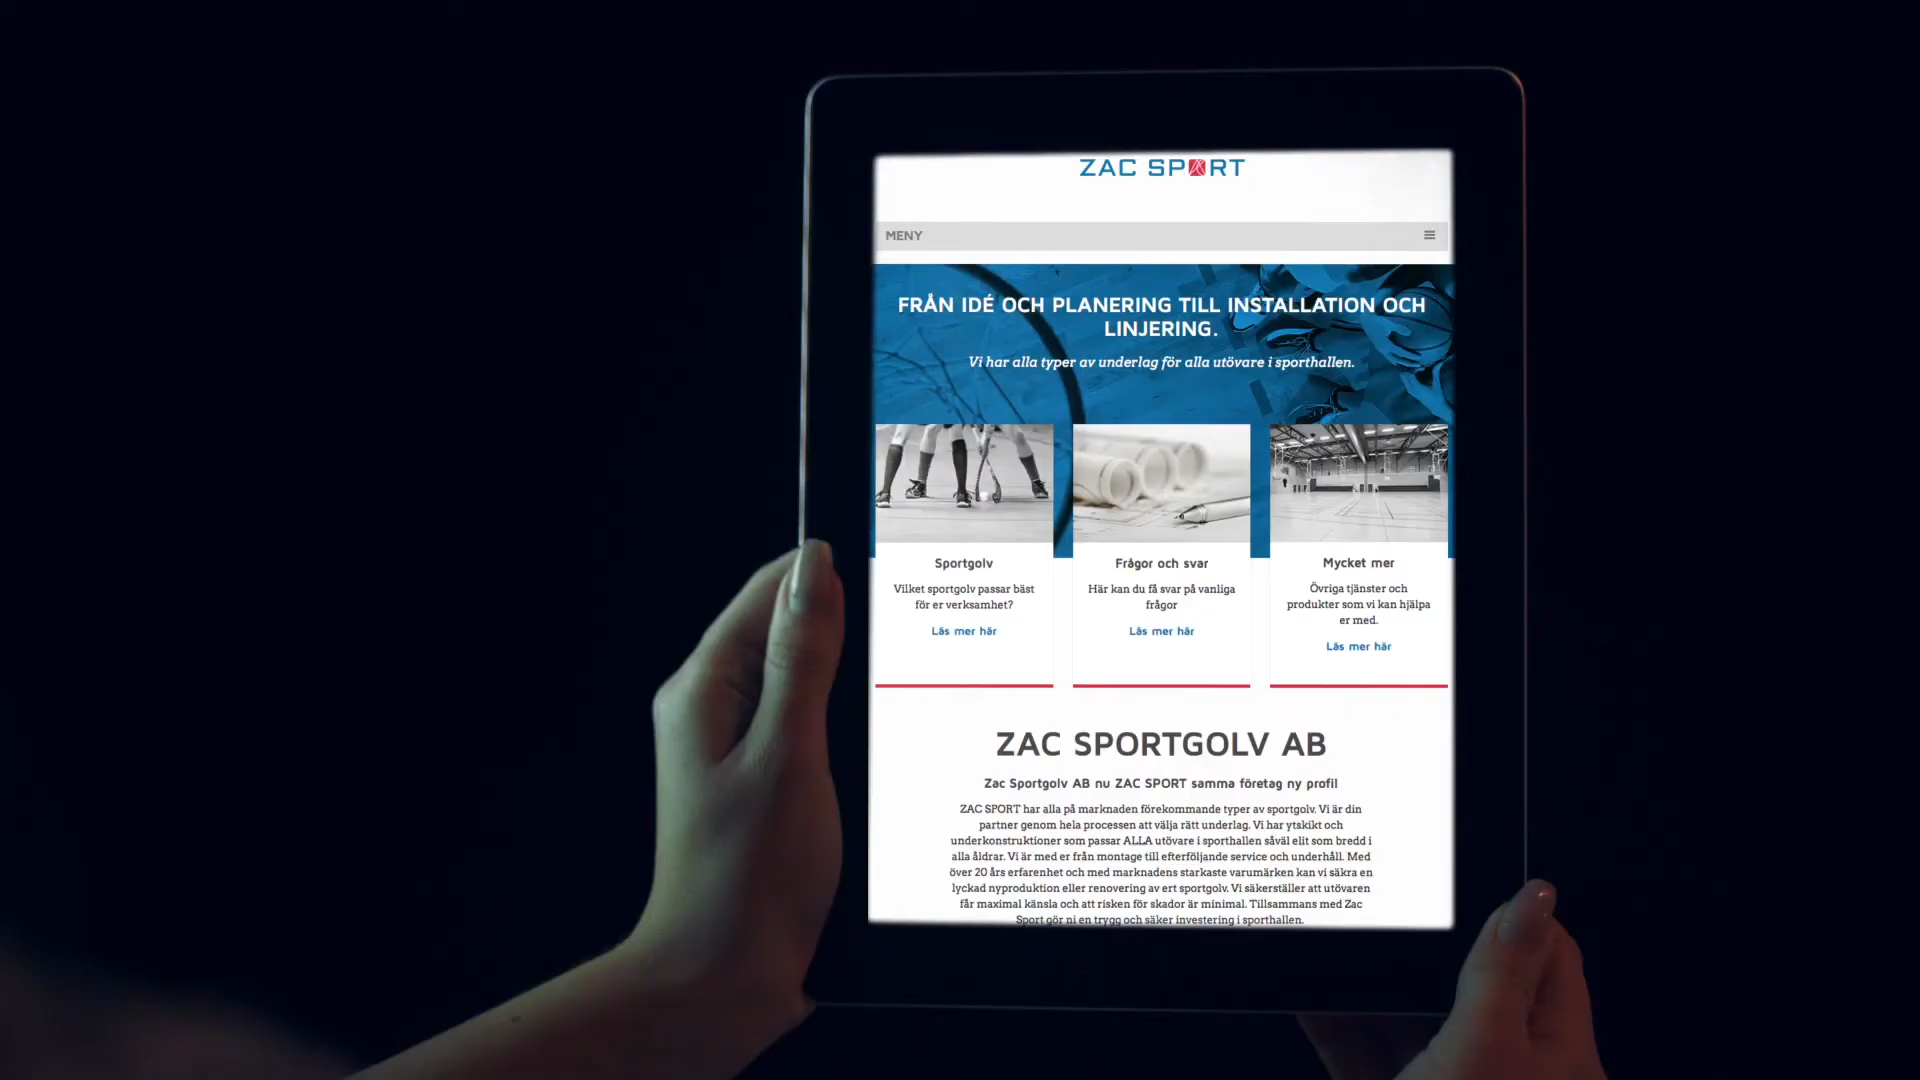 ZAC SPORT
MENY
FRÅN IDÉ OCH PLANERING TILL INSTALLATION OCH
LINJERING.
Vi har alla typer av underlag för alla utövare i sporthallen.
Sportgolv
Vilket sportgolv passar bäst
för er verksamhet?
Läs mer här
Frågor och svar
Här kan du få svar på vanliga
frågor
Läs mer här
Mycket mer
Övriga tjänster och
produkter som vi kan hjälpa
er med.
Läs mer här
ZAC SPORTGOLV AB
Zac Sportgolv AB nu ZAC SPORT samma företag ny profil
ZAC SPORT har alla på marknaden förekommande typer av sportgolv. Vi är din
partner genom hela processen att välja rätt underlag. Vi har ytskikt och
underkonstruktioner som passar ALLA utövare i sporthallen såväl elit som bredd i
alla åldrar. Vi är med er från montage till efterföljande service och underhåll. Med
över 20 års erfarenhet och med marknadens starkaste varumärken kan vi säkra en
lyckad nyproduktion eller renovering av ert sportgolv. Vi säkerställer att utövaren
får maximal känsla och att risken för skador är minimal. Tillsammans med Zac
Sport gör ni en trygg och säker investering i sporthallen.